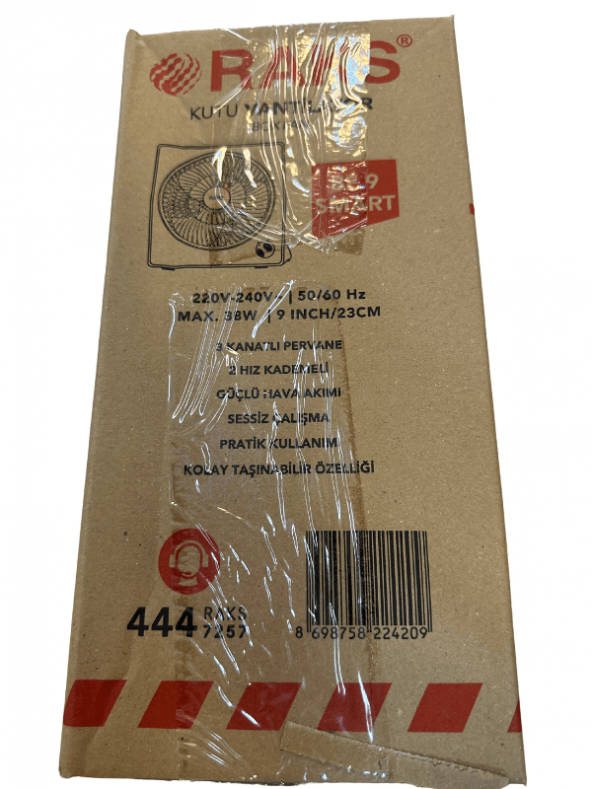 RAKS®
KUTU VANTİLATÖR
BOX FAN
SMART
220V-240V~ | 50/60 Hz
MAX. 38W | 9 INCH/23CM
3 KANATLI PERVANE
2 HIZ KADEMELİ
GÜÇLÜ HAVA AKIMI
SESSİZ ÇALIŞMA
PRATİK KULLANIM
KOLAY TAŞINABİLİR ÖZELLİĞİ
444 RAKS
7257
8 698758 224209